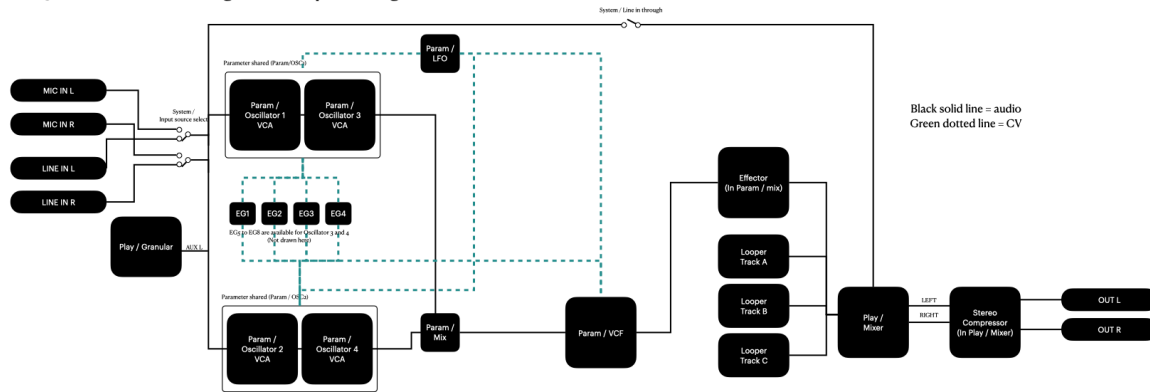 System / Line in through
Param /
LFO
Parameter shared (Param/OSCs)
MIC IN L
MIC IN R
LINE IN L
LINE IN R
System /
Input source select
Param /
Oscillator 1
VCA
Param /
Oscillator 3
VCA
Black solid line = audio
Green dotted line = CV
EG1
EG2
EG3
EG4
EG5 to EG8 are available for Oscillator 3 and 4
(Not drawn here)
Play / Granular
AUX L
Parameter shared (Param / OSCs)
Param /
Oscillator 2
VCA
Param /
Oscillator 4
VCA
Param /
Mix
Param / VCF
Effector
(In Param / mix)
Looper
Track A
Looper
Track B
Looper
Track C
Play /
Mixer
LEFT
RIGHT
Stereo
Compressor
(In Play / Mixer)
OUT L
OUT R